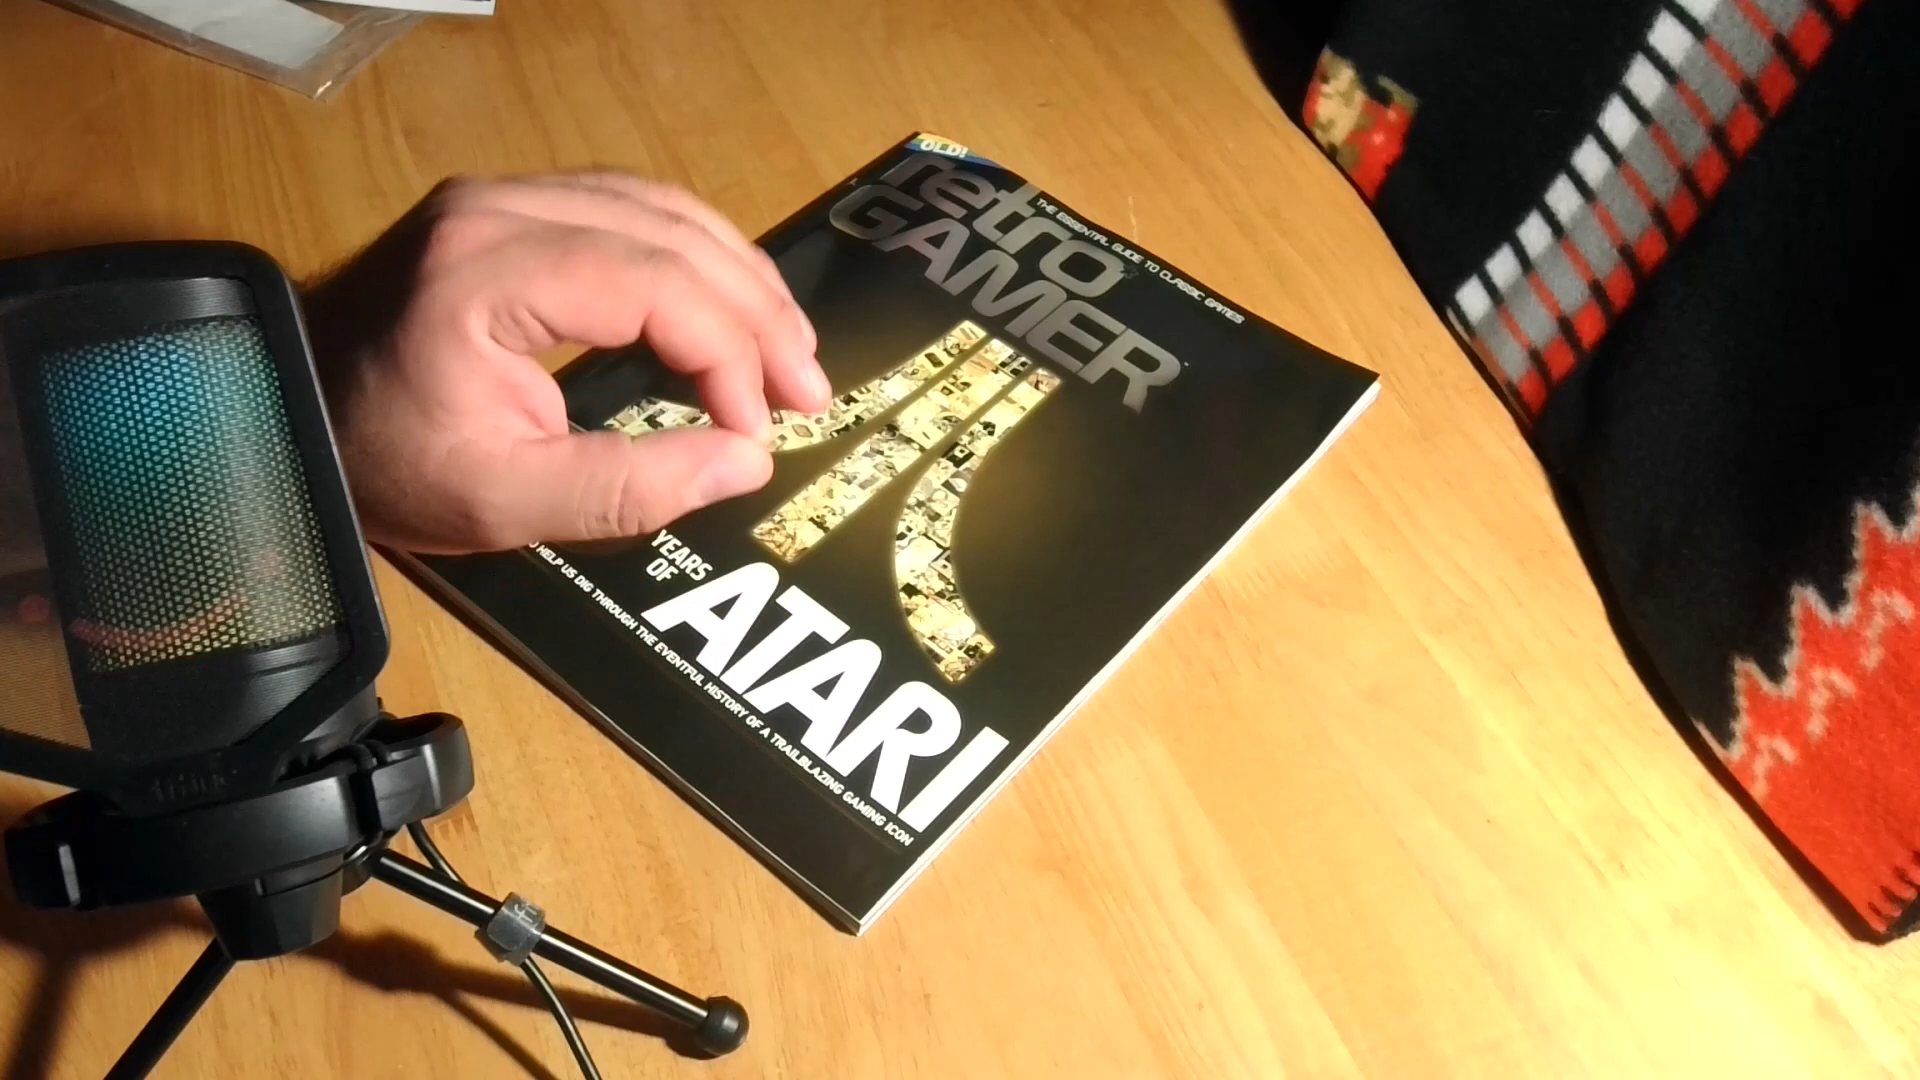 OLD!
retro
GAMER
THE ESSENTIAL GUIDE TO CLASSIC GAMES
YEARS
OF
ATARI
HELP US DIG THROUGH THE EVENTFUL HISTORY OF A TRAILBLAZING GAMING ICON